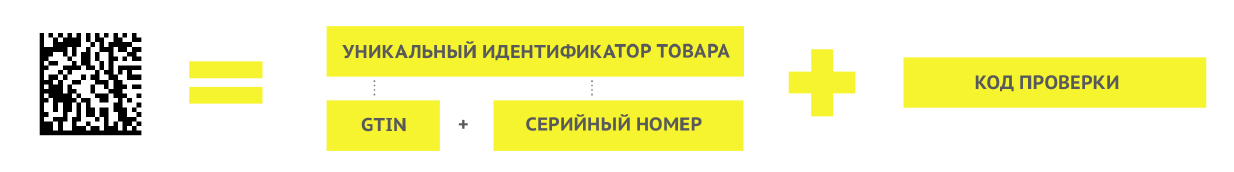 УНИКАЛЬНЫЙ ИДЕНТИФИКАТОР ТОВАРА
GTIN + СЕРИЙНЫЙ НОМЕР
КОД ПРОВЕРКИ